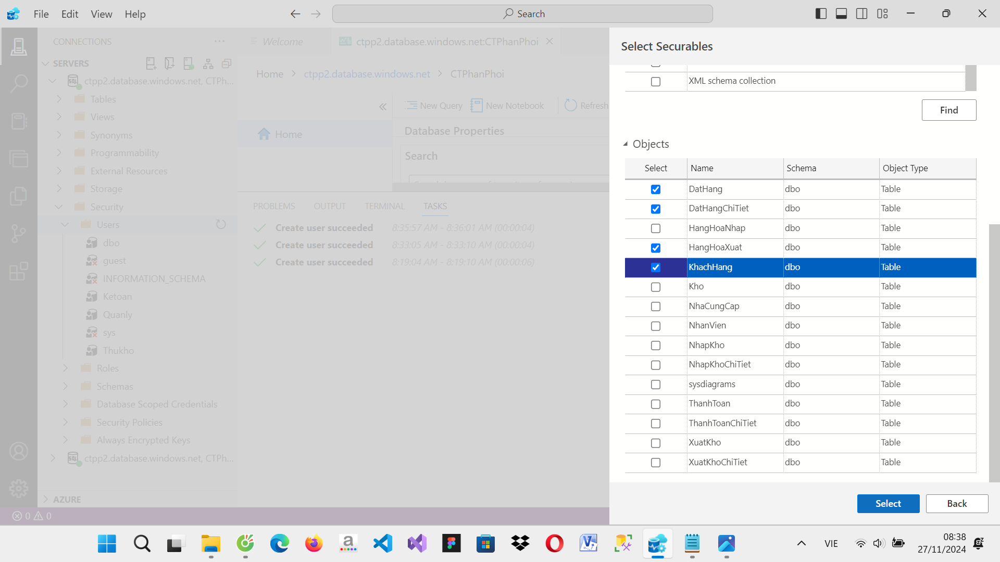 File Edit View Help
Search
CONNECTIONS
SERVERS
ctpp2.database.windows.net, CTPh...
Tables
Views
Synonyms
Programmability
External Resources
Storage
Security
Users
dbo
guest
INFORMATION_SCHEMA
Ketoan
Quanly
sys
Thukho
Roles
Schemas
Database Scoped Credentials
Security Policies
Always Encrypted Keys
ctpp2.database.windows.net, CTPh...
AZURE
0 0
Welcome ctpp2.database.windows.net:CTPhanPhoi
Home > ctpp2.database.windows.net > CTPhanPhoi
New Query New Notebook Refresh
Home
Database Properties
Search
PROBLEMS OUTPUT TERMINAL TASKS
Create user succeeded 8:35:57 AM - 8:36:01 AM (00:00:04)
Create user succeeded 8:33:05 AM - 8:33:10 AM (00:00:04)
Create user succeeded 8:19:04 AM - 8:19:10 AM (00:00:06)
Select Securables
XML schema collection
Find
Objects
Select Name Schema Object Type
DatHang dbo Table
DatHangChiTiet dbo Table
HangHoaNhap dbo Table
HangHoaXuat dbo Table
KhachHang dbo Table
Kho dbo Table
NhaCungCap dbo Table
NhanVien dbo Table
NhapKho dbo Table
NhapKhoChiTiet dbo Table
sysdiagrams dbo Table
ThanhToan dbo Table
ThanhToanChiTiet dbo Table
XuatKho dbo Table
XuatKhoChiTiet dbo Table
Select Back
VIE
08:38
27/11/2024